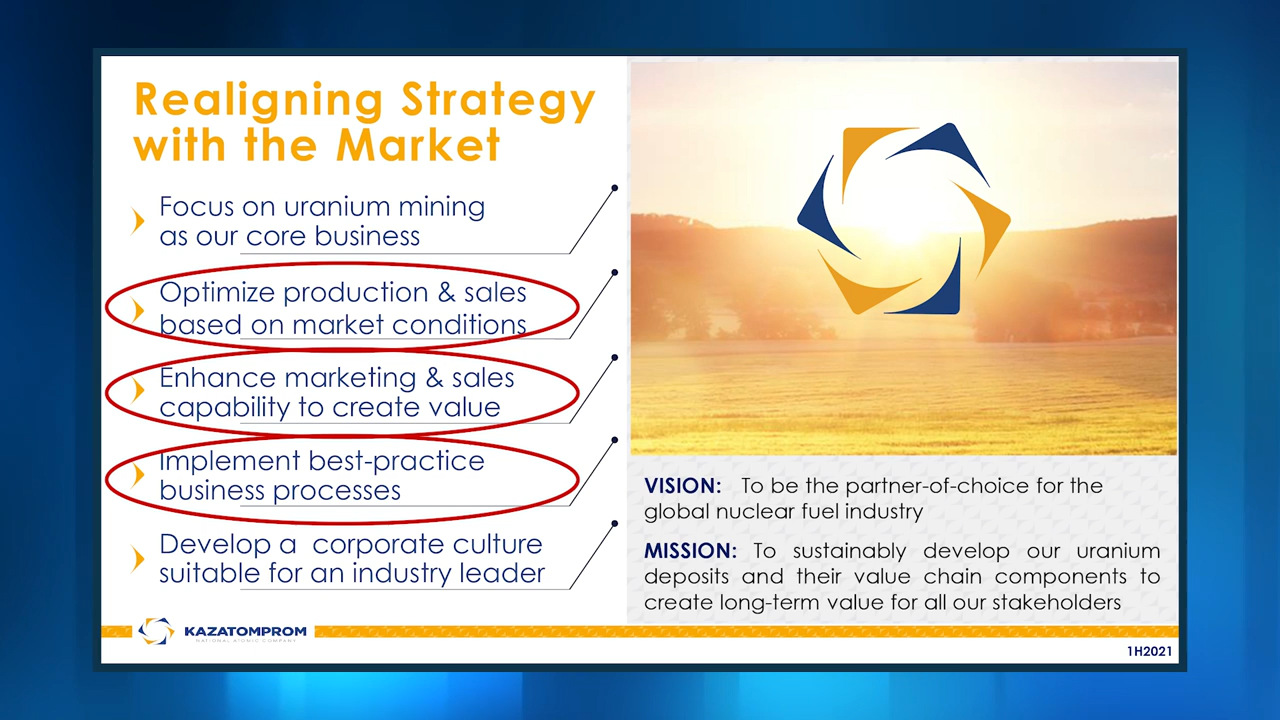 Realigning Strategy
with the Market
Focus on uranium mining
as our core business
Optimize production & sales
based on market conditions
Enhance marketing & sales
capability to create value
Implement best-practice
business processes
Develop a corporate culture
suitable for an industry leader
VISION: To be the partner-of-choice for the
global nuclear fuel industry
MISSION: To sustainably develop our uranium
deposits and their value chain components to
create long-term value for all our stakeholders
KAZATOMPROM
NATIONAL ATOMIC COMPANY
1H2021